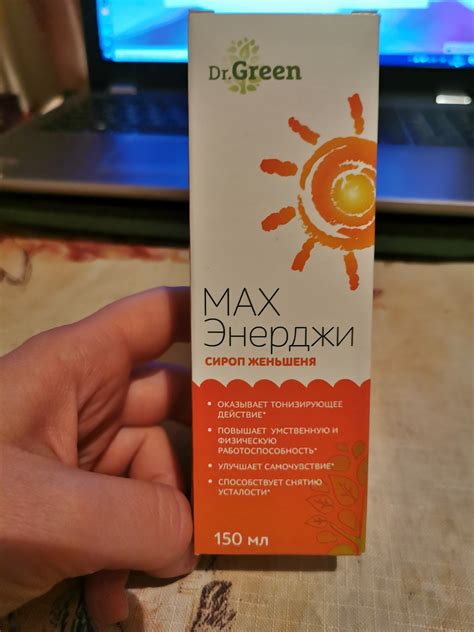 Dr.Green
MAX
Энерджи
СИРОП ЖЕНЬШЕНЯ
• ОКАЗЫВАЕТ ТОНИЗИРУЮЩЕЕ
ДЕЙСТВИЕ*
• ПОВЫШАЕТ УМСТВЕННУЮ И
ФИЗИЧЕСКУЮ
РАБОТОСПОСОБНОСТЬ*
• УЛУЧШАЕТ САМОЧУВСТВИЕ*
• СПОСОБСТВУЕТ СНЯТИЮ
УСТАЛОСТИ*
150 мл